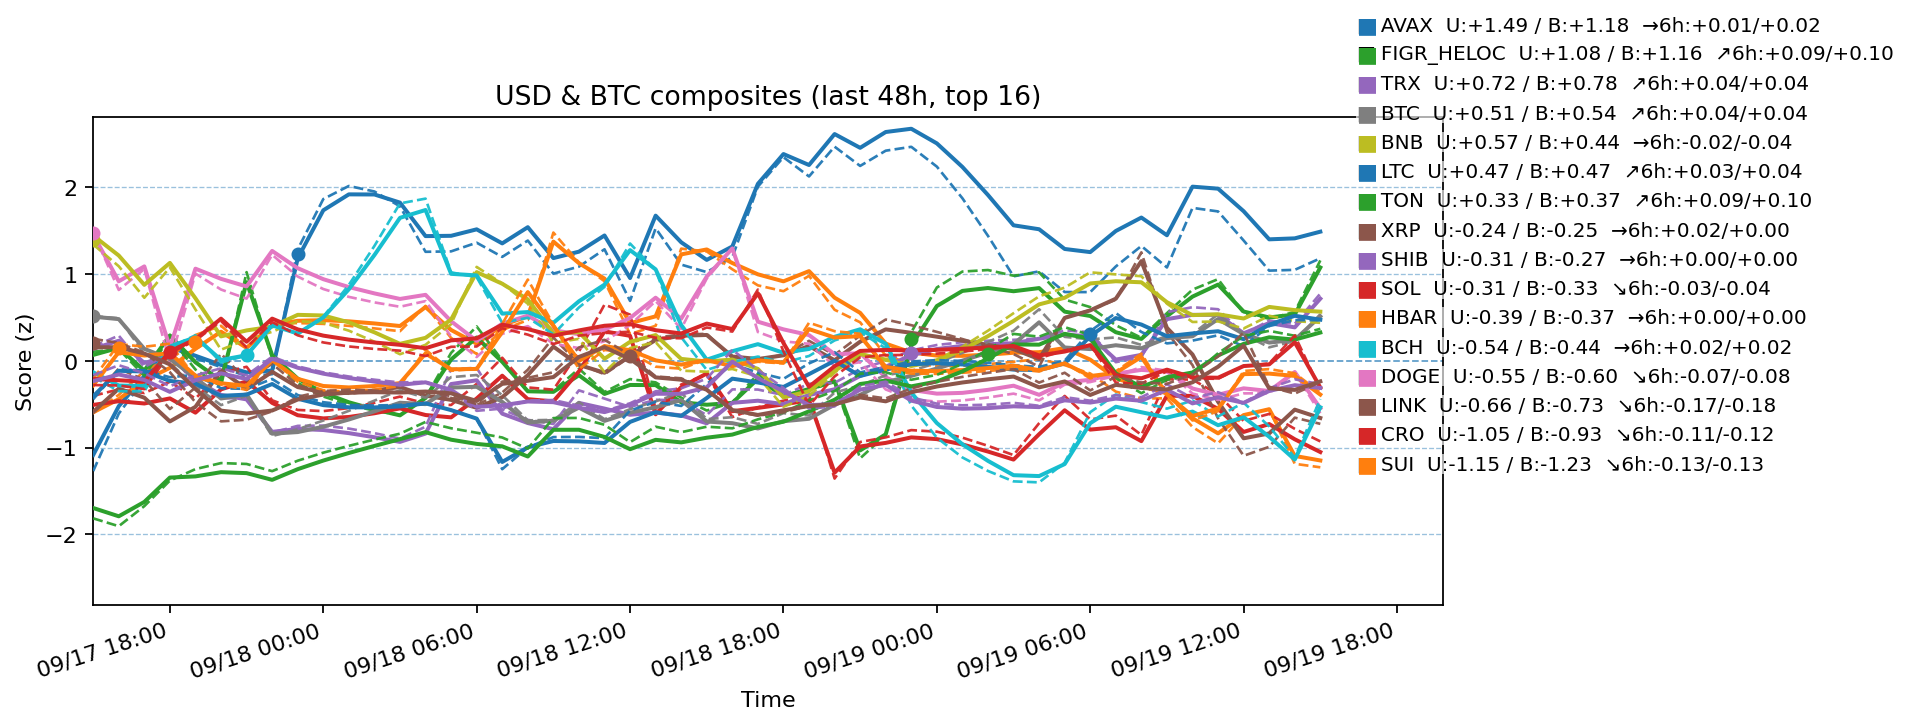 AVAX U:+1.49 / B:+1.18 →6h:+0.01/+0.02
FIGR_HELOC U:+1.08 / B:+1.16 ↗6h:+0.09/+0.10
TRX U:+0.72 / B:+0.78 ↗6h:+0.04/+0.04
BTC U:+0.51 / B:+0.54 ↗6h:+0.04/+0.04
BNB U:+0.57 / B:+0.44 →6h:-0.02/-0.04
LTC U:+0.47 / B:+0.47 ↗6h:+0.03/+0.04
TON U:+0.33 / B:+0.37 ↗6h:+0.09/+0.10
XRP U:-0.24 / B:-0.25 →6h:+0.02/+0.00
SHIB U:-0.31 / B:-0.27 →6h:+0.00/+0.00
SOL U:-0.31 / B:-0.33 ↘6h:-0.03/-0.04
HBAR U:-0.39 / B:-0.37 →6h:+0.00/+0.00
BCH U:-0.54 / B:-0.44 →6h:+0.02/+0.02
DOGE U:-0.55 / B:-0.60 ↘6h:-0.07/-0.08
LINK U:-0.66 / B:-0.73 ↘6h:-0.17/-0.18
CRO U:-1.05 / B:-0.93 ↘6h:-0.11/-0.12
SUI U:-1.15 / B:-1.23 ↘6h:-0.13/-0.13
USD & BTC composites (last 48h, top 16)
Score (z)
2
1
0
−1
−2
09/17 18:00
09/18 00:00
09/18 06:00
09/18 12:00
09/18 18:00
09/19 00:00
09/19 06:00
09/19 12:00
09/19 18:00
Time